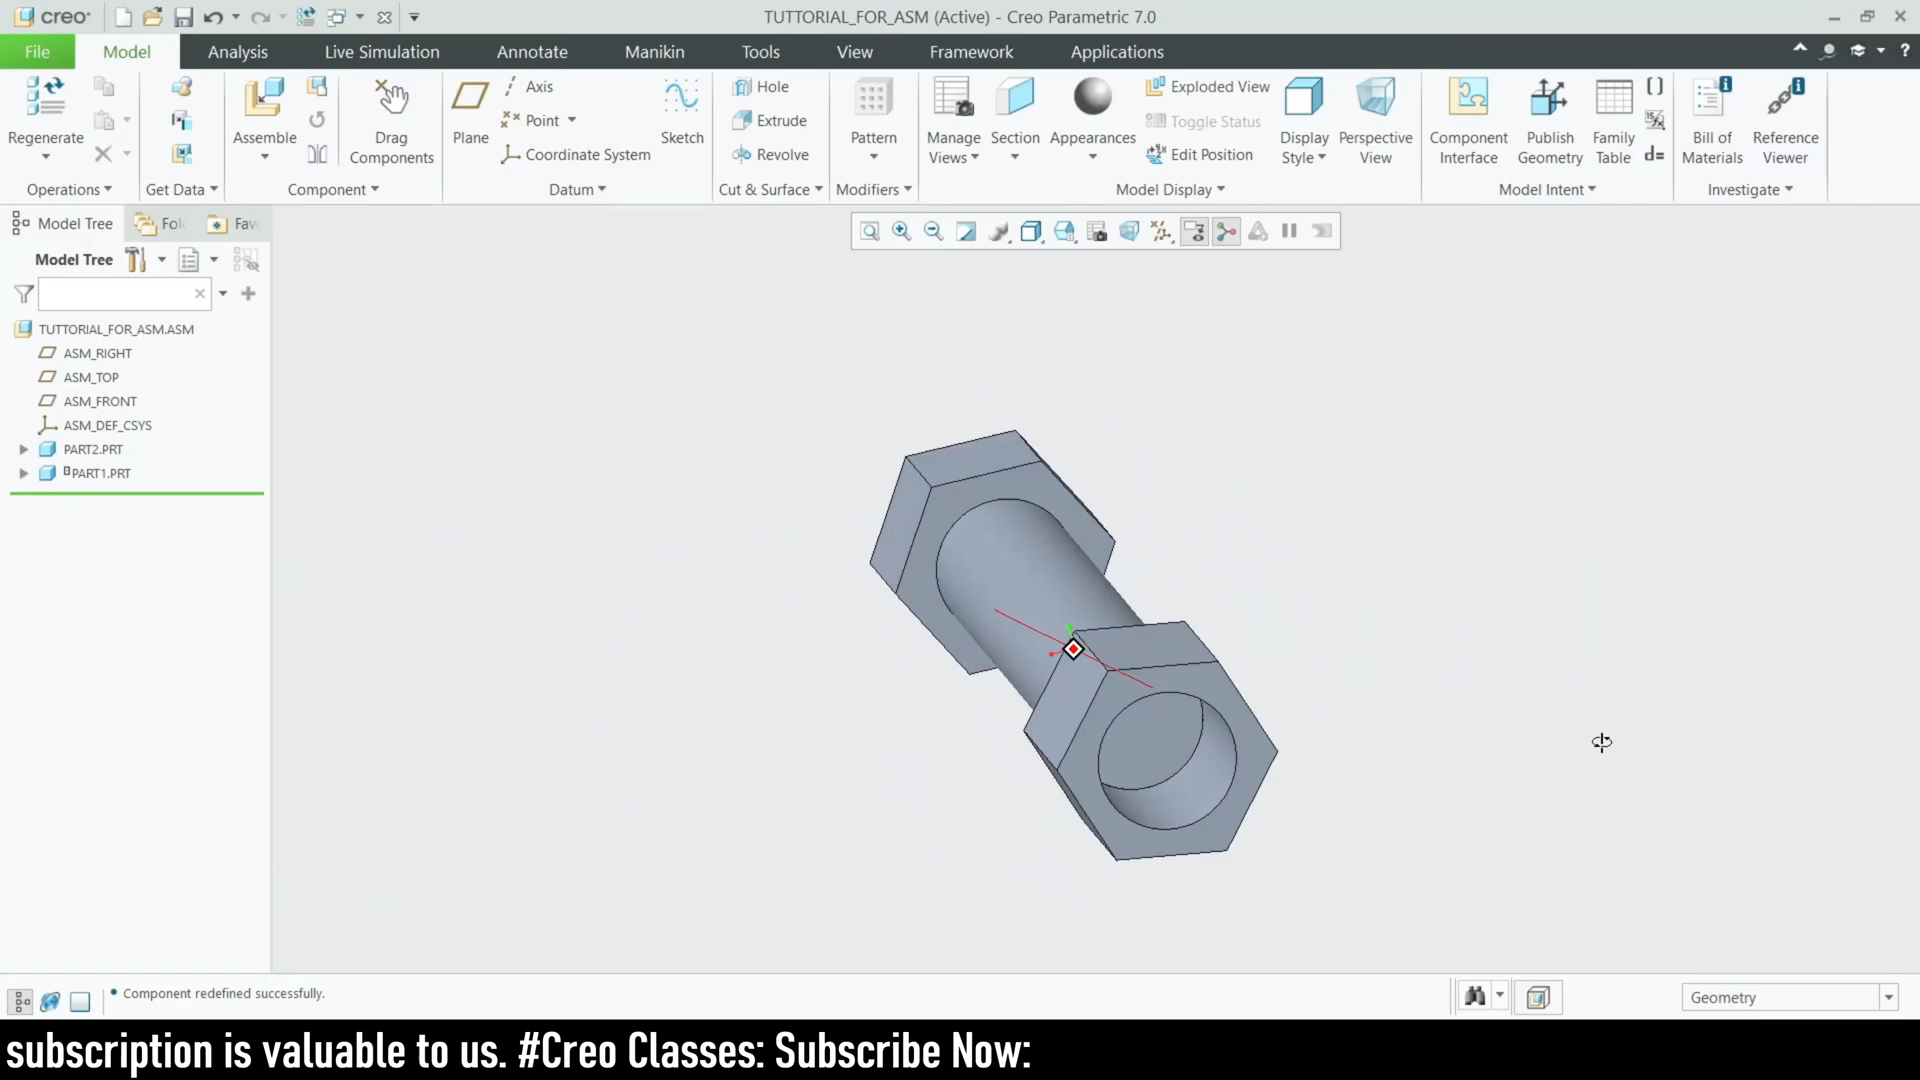 creo
TUTTORIAL_FOR_ASM (Active) - Creo Parametric 7.0
File Model Analysis Live Simulation Annotate Manikin Tools View Framework Applications
Regenerate
Assemble
Drag
Components
Plane
Axis
Point
Coordinate System
Sketch
Hole
Extrude
Revolve
Pattern
Manage
Views
Section
Appearances
Exploded View
Toggle Status
Edit Position
Display
Style
Perspective
View
Component
Interface
Publish
Geometry
Family
Table
Bill of
Materials
Reference
Viewer
Operations Get Data Component Datum Cut & Surface Modifiers Model Display Model Intent Investigate
Model Tree Fol Fav
Model Tree
TUTTORIAL_FOR_ASM.ASM
ASM_RIGHT
ASM_TOP
ASM_FRONT
ASM_DEF_CSYS
PART2.PRT
PART1.PRT
Component redefined successfully.
Geometry
subscription is valuable to us. #Creo Classes: Subscribe Now: